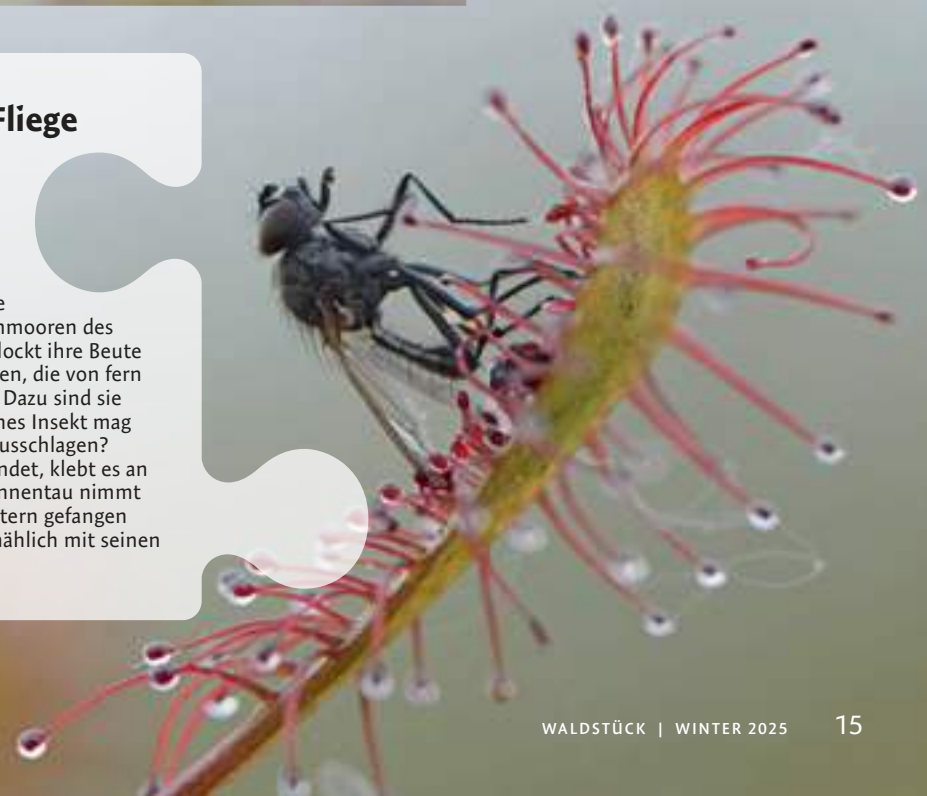 Fliege
e
nmooren des
lockt ihre Beute
en, die von fern
Dazu sind sie
nes Insekt mag
usschlagen?
ndet, klebt es an
nnentau nimmt
tern gefangen
nählich mit seinen
WALDSTÜCK | WINTER 2025 15